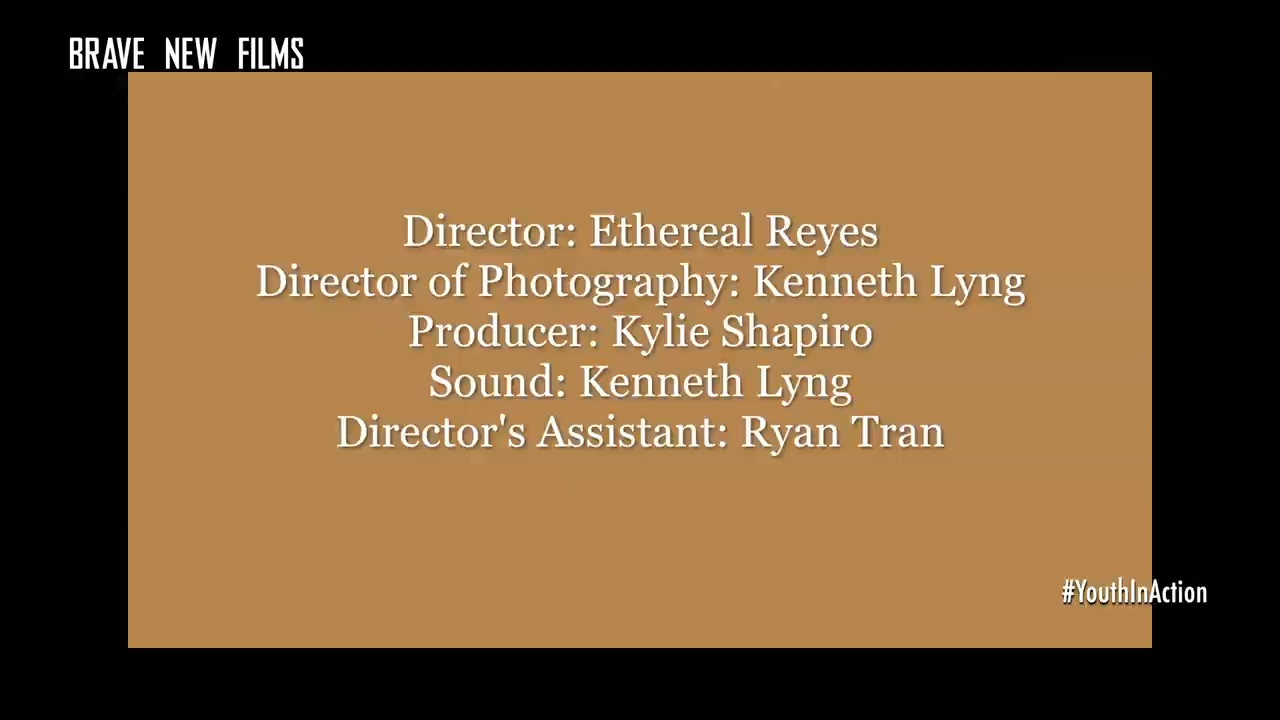 BRAVE NEW FILMS
Director: Ethereal Reyes
Director of Photography: Kenneth Lyng
Producer: Kylie Shapiro
Sound: Kenneth Lyng
Director's Assistant: Ryan Tran
#YouthInAction